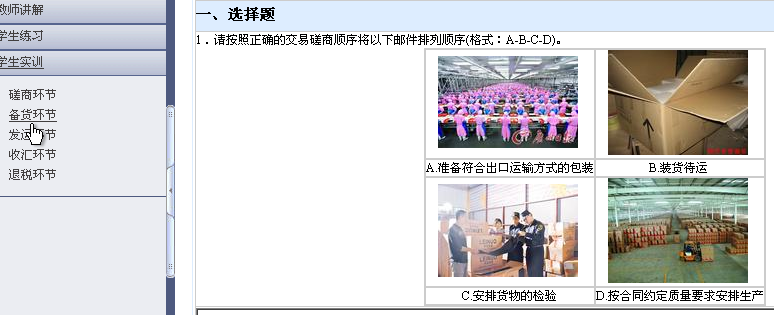 教师讲解
学生练习
学生实训
磋商环节
备货环节
发运环节
收汇环节
退税环节
一、选择题
1．请按照正确的交易磋商顺序将以下邮件排列顺序(格式：A-B-C-D)。
A.准备符合出口运输方式的包装
B.装货待运
C.安排货物的检验
D.按合同约定质量要求安排生产